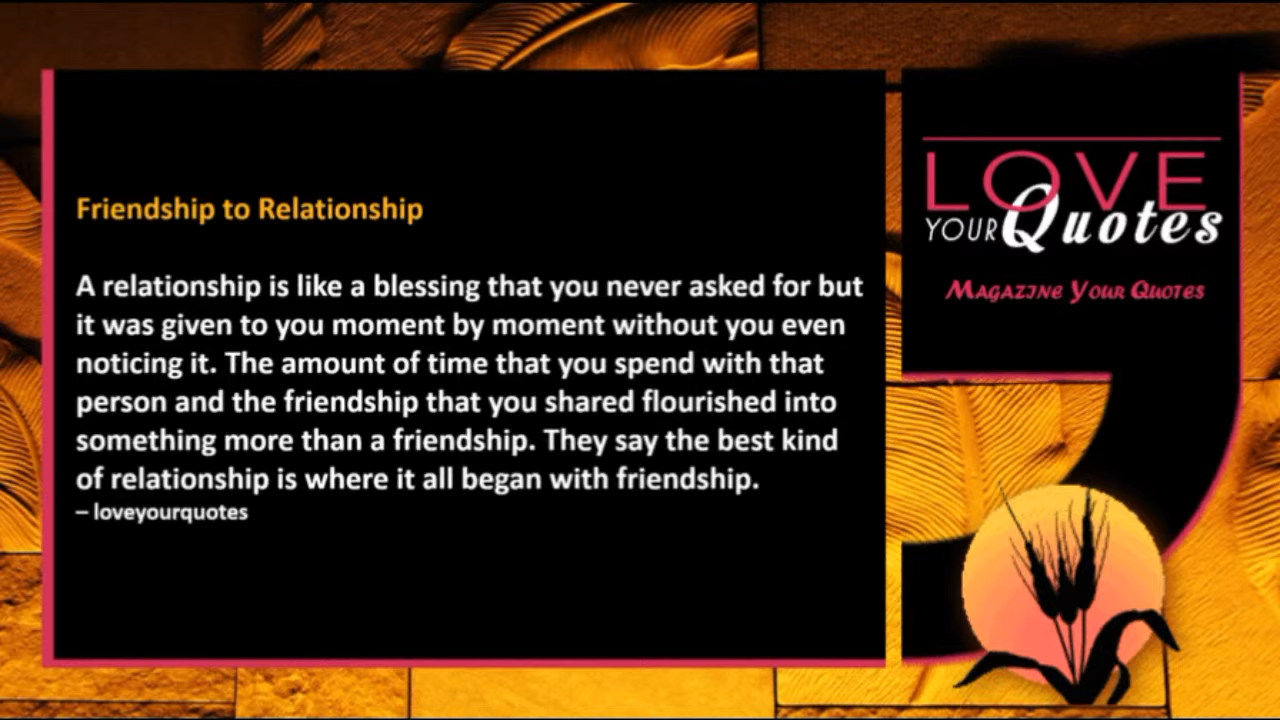 Friendship to Relationship
A relationship is like a blessing that you never asked for but
it was given to you moment by moment without you even
noticing it. The amount of time that you spend with that
person and the friendship that you shared flourished into
something more than a friendship. They say the best kind
of relationship is where it all began with friendship.
– loveyourquotes
LOVE
YOUR Quotes
Magazine Your Quotes